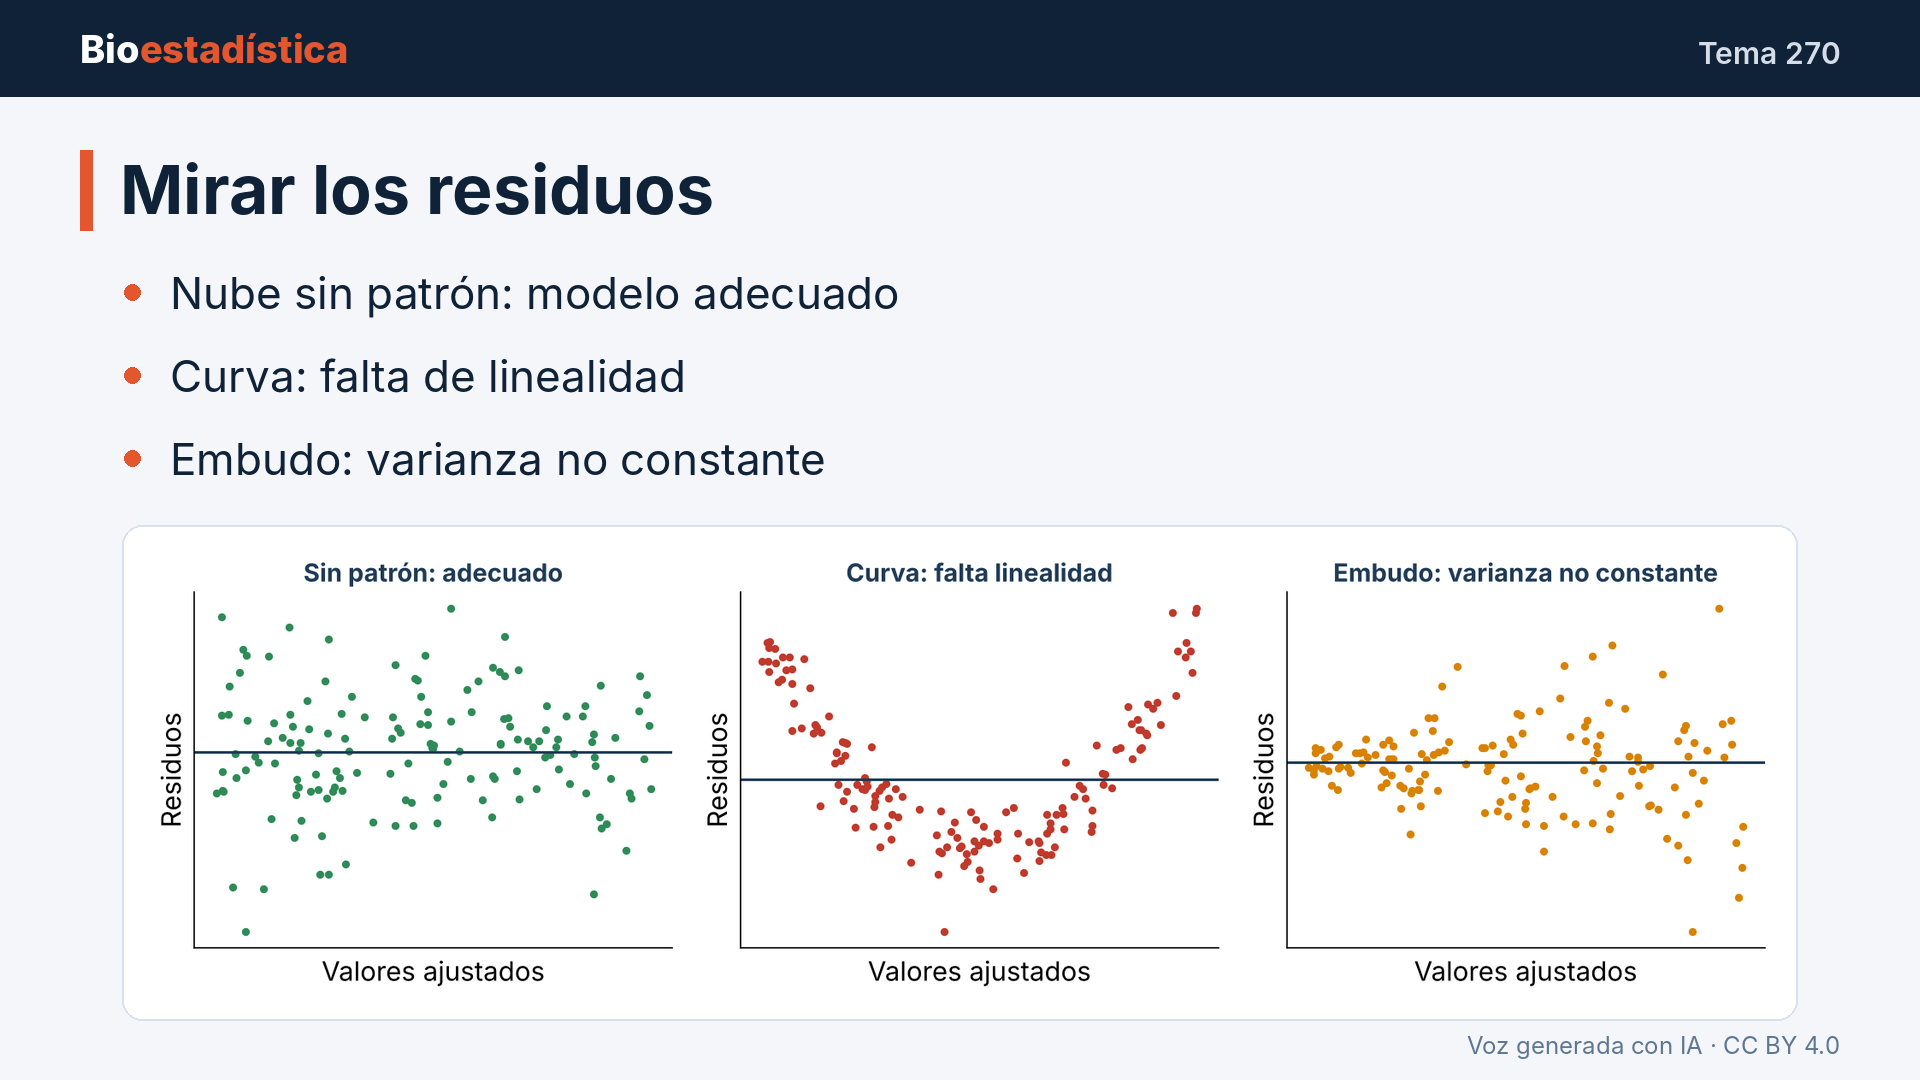 Bioestadística
Tema 270
Mirar los residuos
Nube sin patrón: modelo adecuado
Curva: falta de linealidad
Embudo: varianza no constante
Sin patrón: adecuado
Residuos
Valores ajustados
Curva: falta linealidad
Residuos
Valores ajustados
Embudo: varianza no constante
Residuos
Valores ajustados
Voz generada con IA · CC BY 4.0